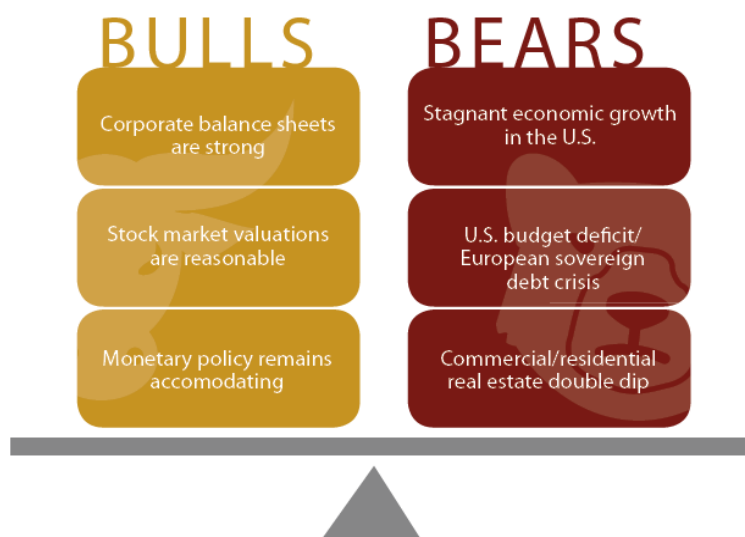 BULLS
Corporate balance sheets
are strong
Stock market valuations
are reasonable
Monetary policy remains
accomodating
BEARS
Stagnant economic growth
in the U.S.
U.S. budget deficit/
European sovereign
debt crisis
Commercial/residential
real estate double dip